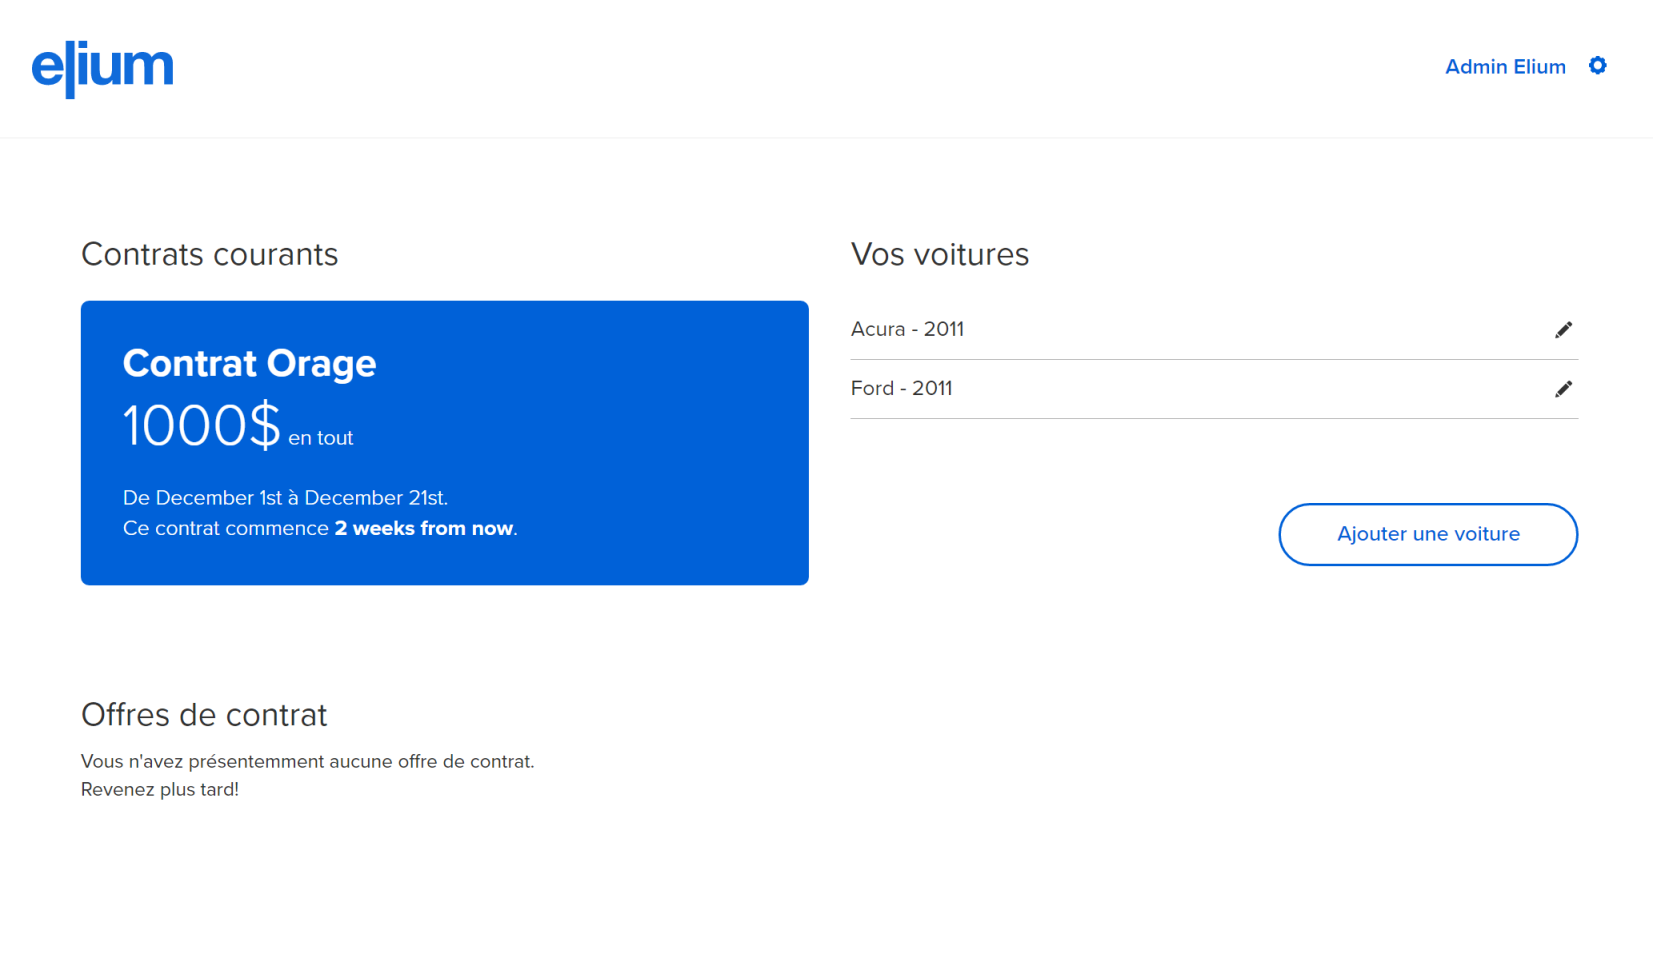 elium
Admin Elium
Contrats courants
Contrat Orage
1000$ en tout
De December 1st à December 21st.
Ce contrat commence 2 weeks from now.
Vos voitures
Acura - 2011
Ford - 2011
Ajouter une voiture
Offres de contrat
Vous n'avez présentemment aucune offre de contrat.
Revenez plus tard!